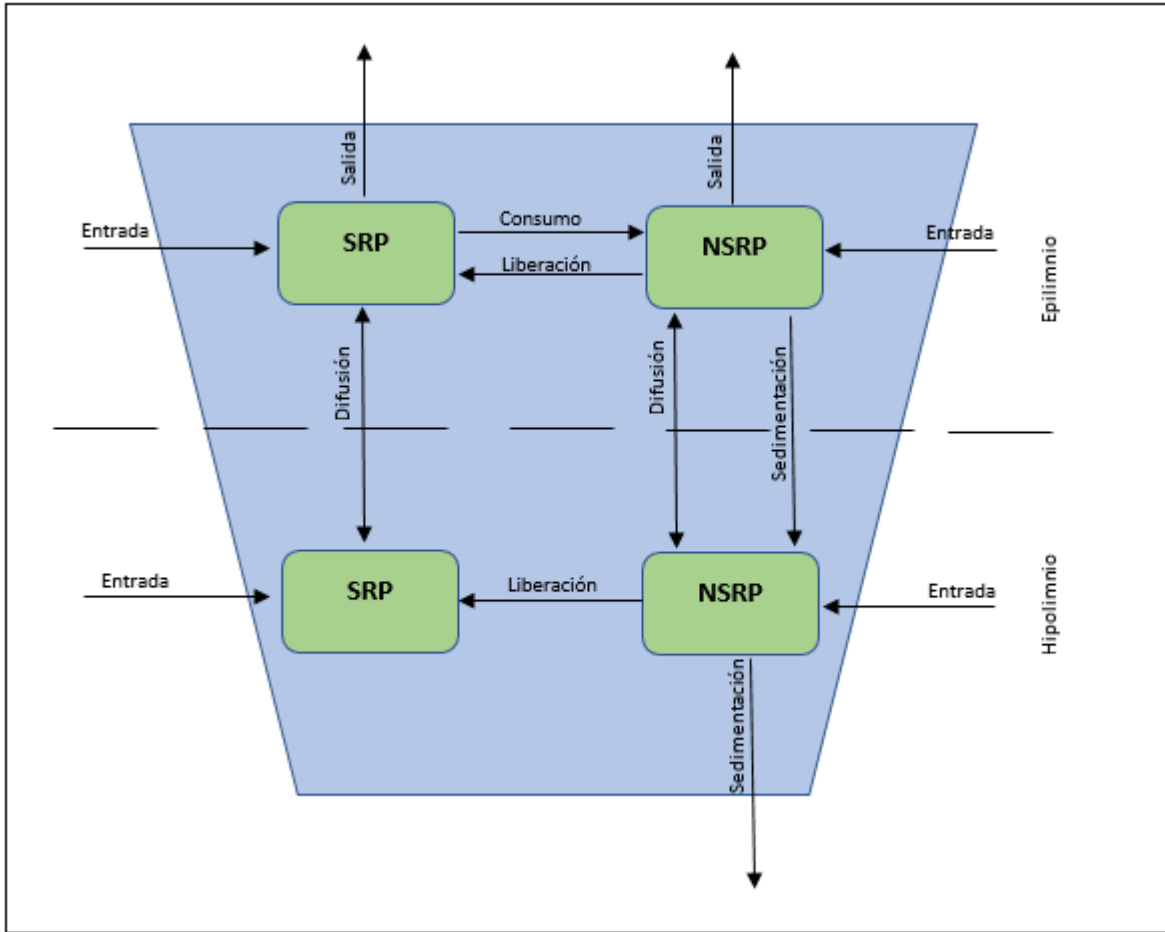 Salida
Salida
Entrada
SRP
Consumo
Liberación
NSRP
Entrada
Epilimnio
Difusión
Difusión
Sedimentación
Entrada
SRP
Liberación
NSRP
Entrada
Hipolimnio
Sedimentación